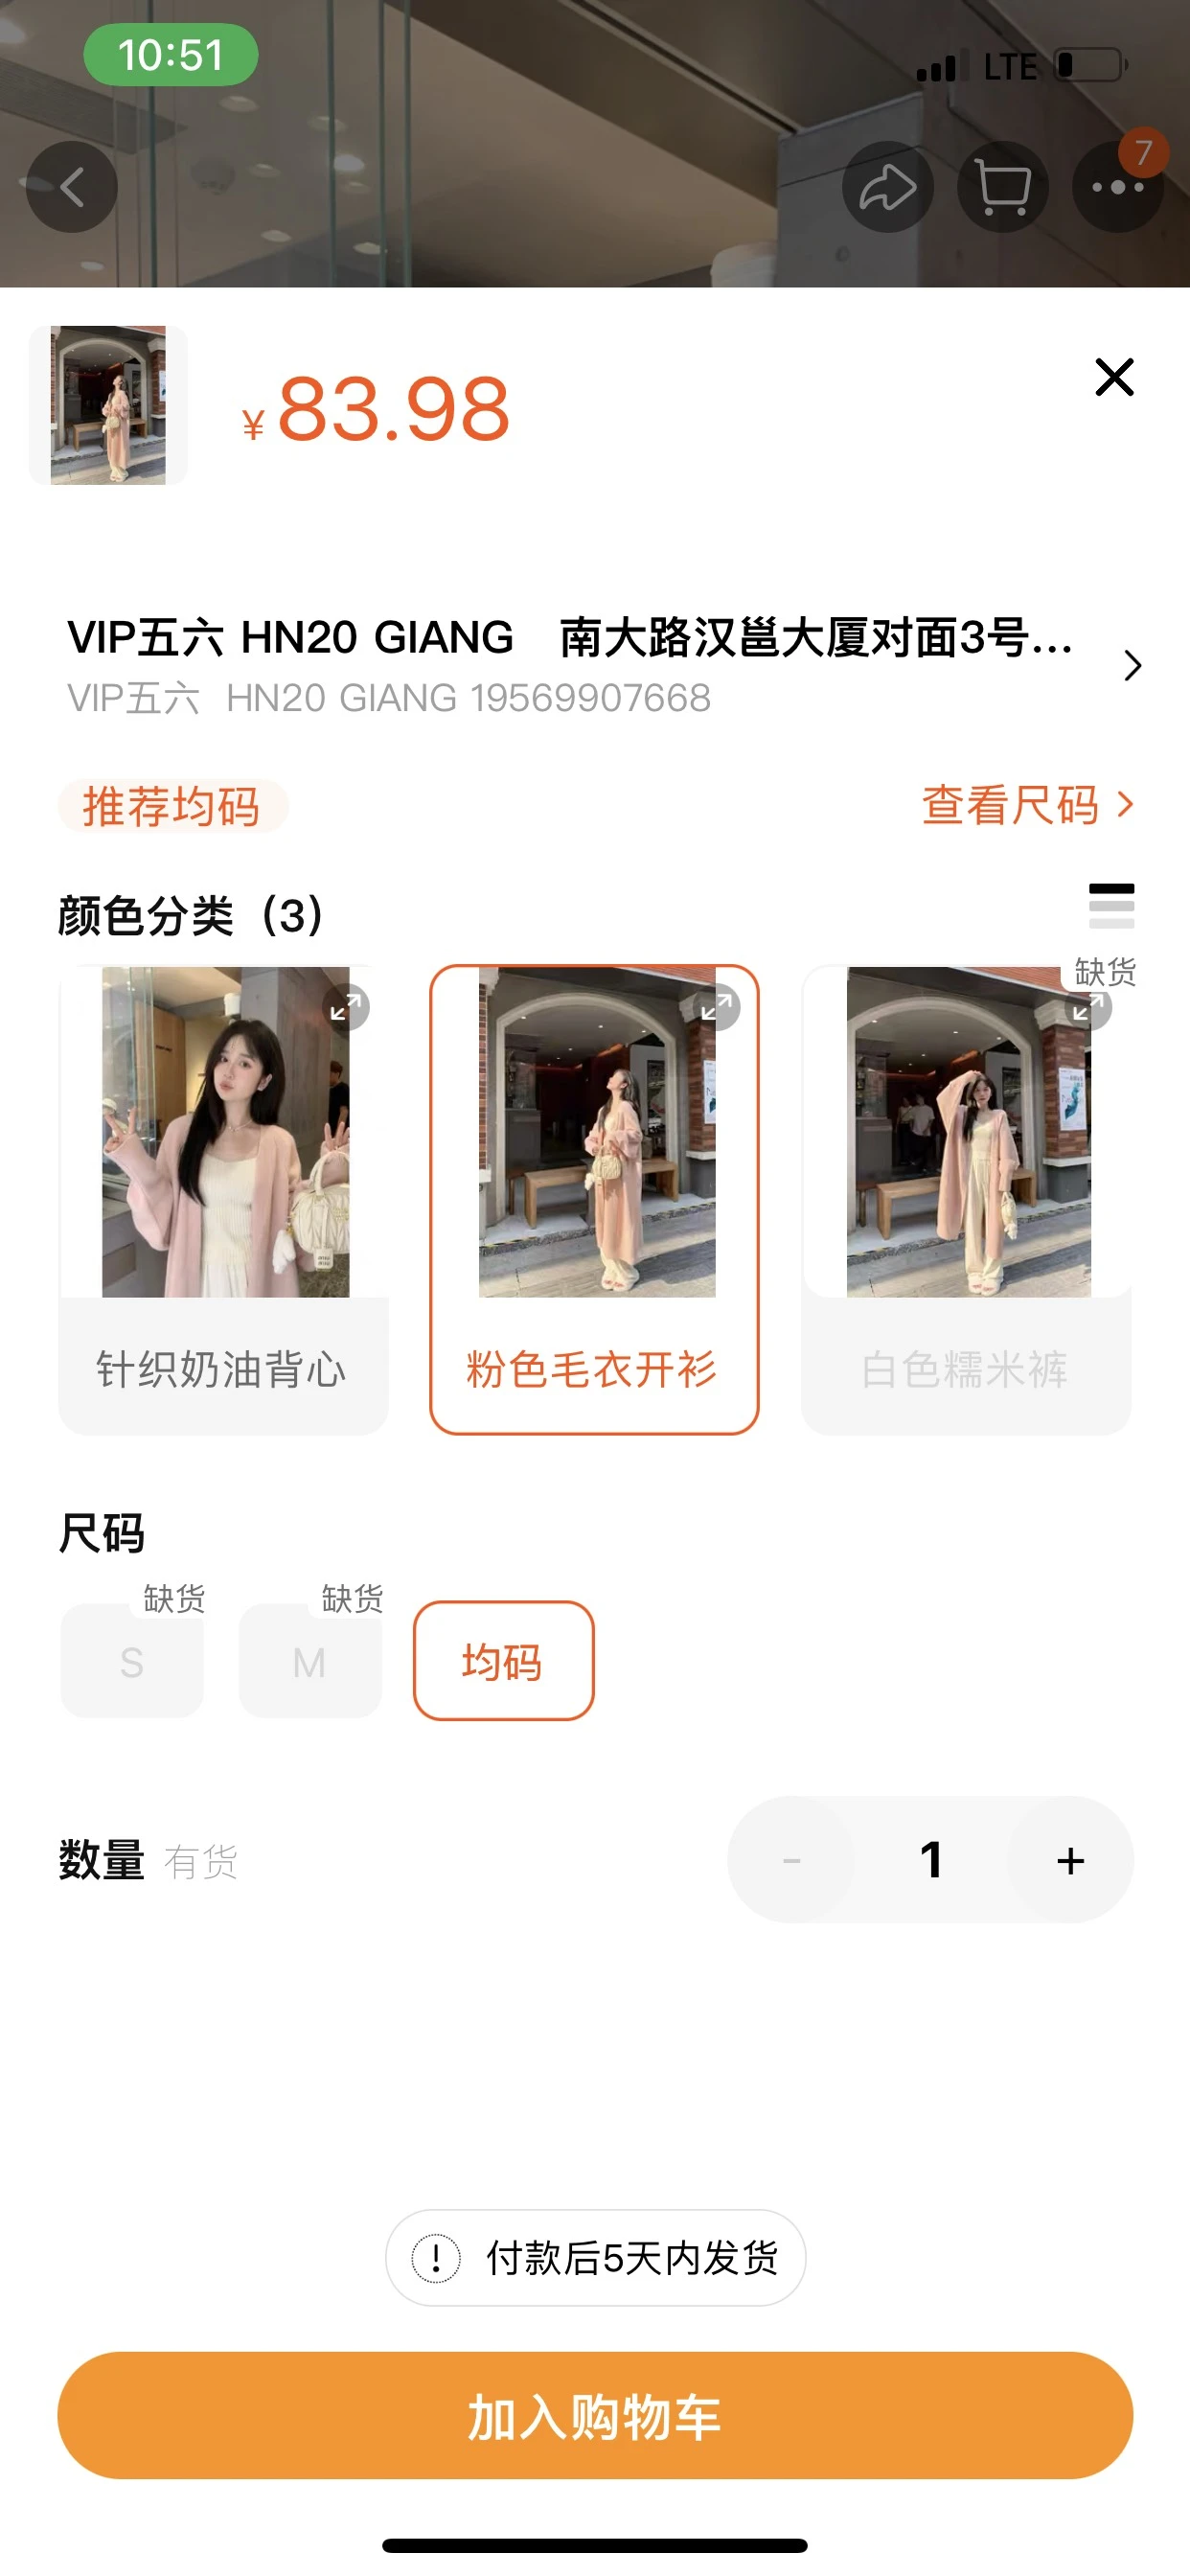 10:51
LTE
7
¥83.98
VIP五六 HN20 GIANG 南大路汉邕大厦对面3号...
VIP五六 HN20 GIANG 19569907668
推荐均码
查看尺码
颜色分类（3）
缺货
针织奶油背心
粉色毛衣开衫
白色糯米裤
尺码
缺货
缺货
S
M
均码
数量 有货
- 1 +
! 付款后5天内发货
加入购物车